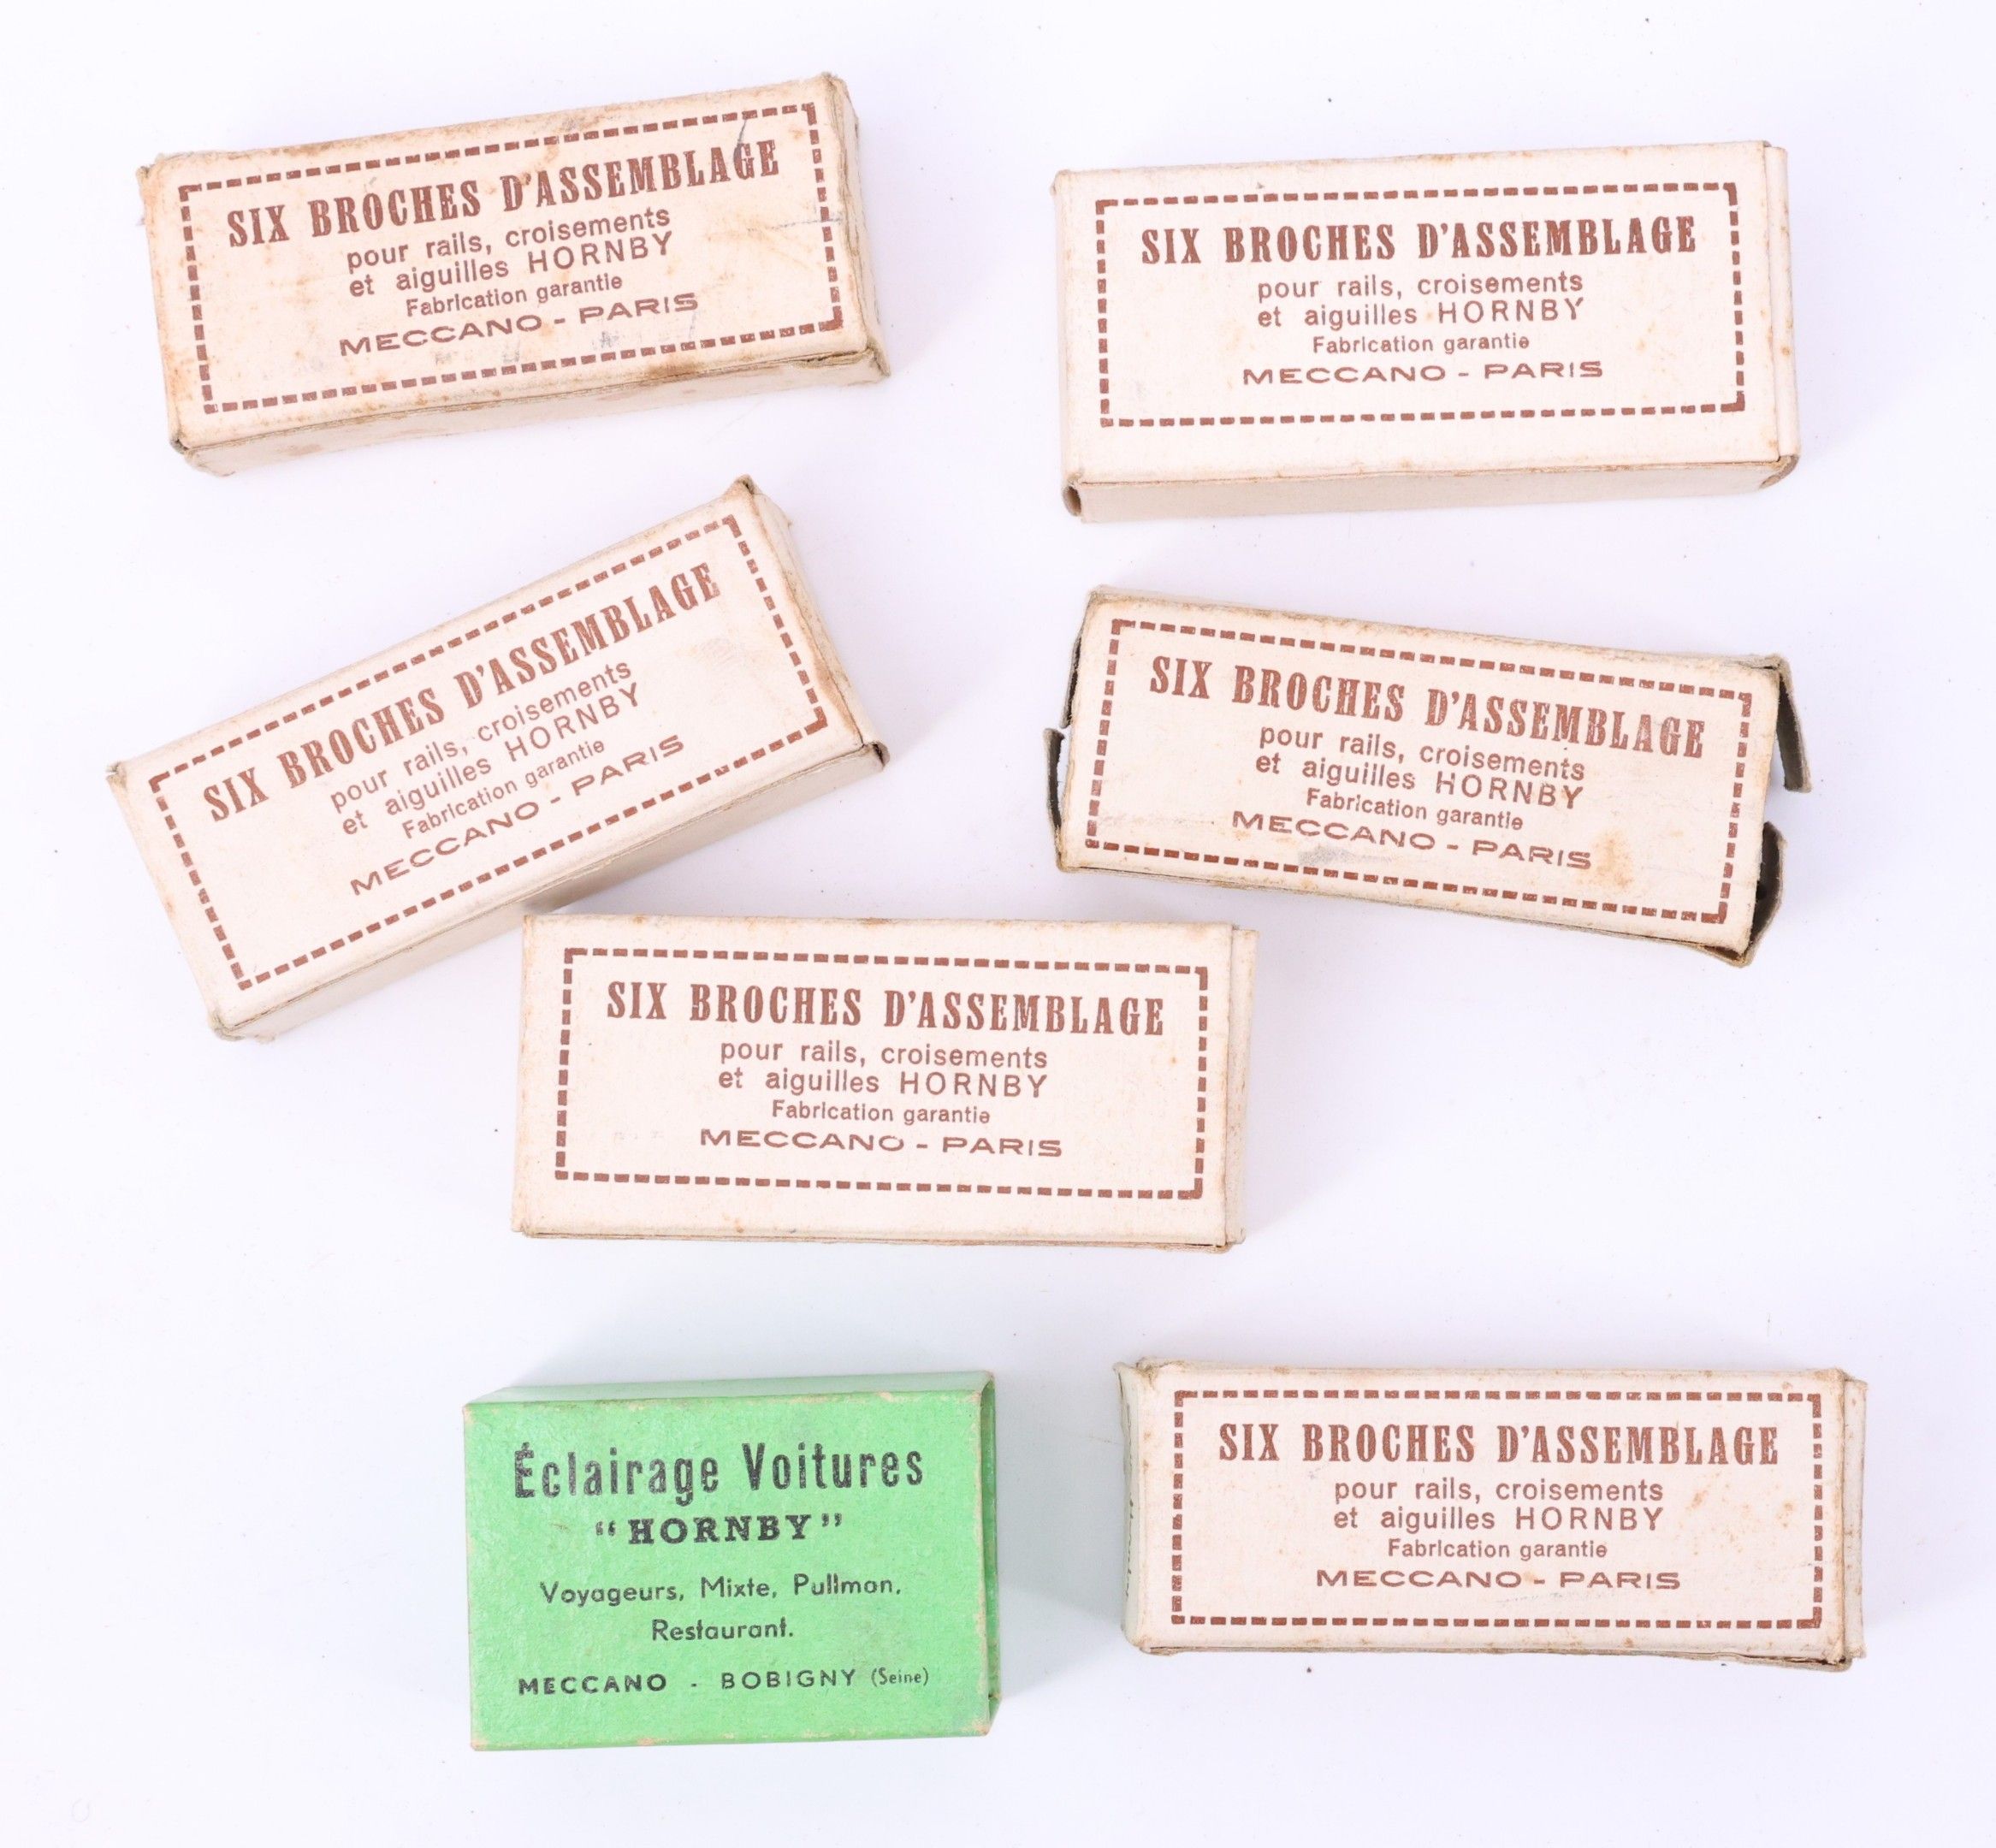 SIX BROCHES D'ASSEMBLAGE
pour rails, croisements
et aiguilles HORNBY
Fabrication garantie
MECCANO - PARIS
SIX BROCHES D'ASSEMBLAGE
pour rails, croisements
et aiguilles HORNBY
Fabrication garantie
MECCANO - PARIS
SIX BROCHES D'ASSEMBLAGE
pour rails, croisements
et aiguilles HORNBY
Fabrication garantie
MECCANO - PARIS
SIX BROCHES D'ASSEMBLAGE
pour rails, croisements
et aiguilles HORNBY
Fabrication garantie
MECCANO - PARIS
SIX BROCHES D'ASSEMBLAGE
pour rails, croisements
et aiguilles HORNBY
Fabrication garantie
MECCANO - PARIS
Éclairage Voitures
“HORNBY”
Voyageurs, Mixte, Pullman,
Restaurant.
MECCANO - BOBIGNY (Seine)
SIX BROCHES D'ASSEMBLAGE
pour rails, croisements
et aiguilles HORNBY
Fabrication garantie
MECCANO - PARIS